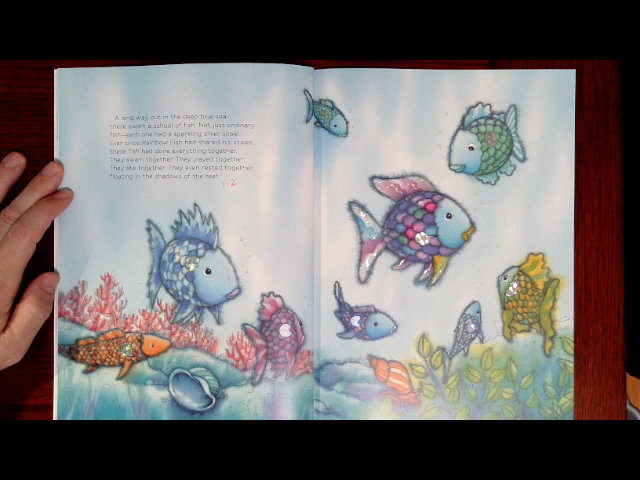 A long way out in the deep blue sea
there swam a school of fish. Not just ordinary
fish—each one had a sparkling silver scale.
Ever since Rainbow Fish had shared his scales,
these fish had done everything together.
They swam together. They played together.
They ate together. They even rested together,
floating in the shadows of the reef.
1-2